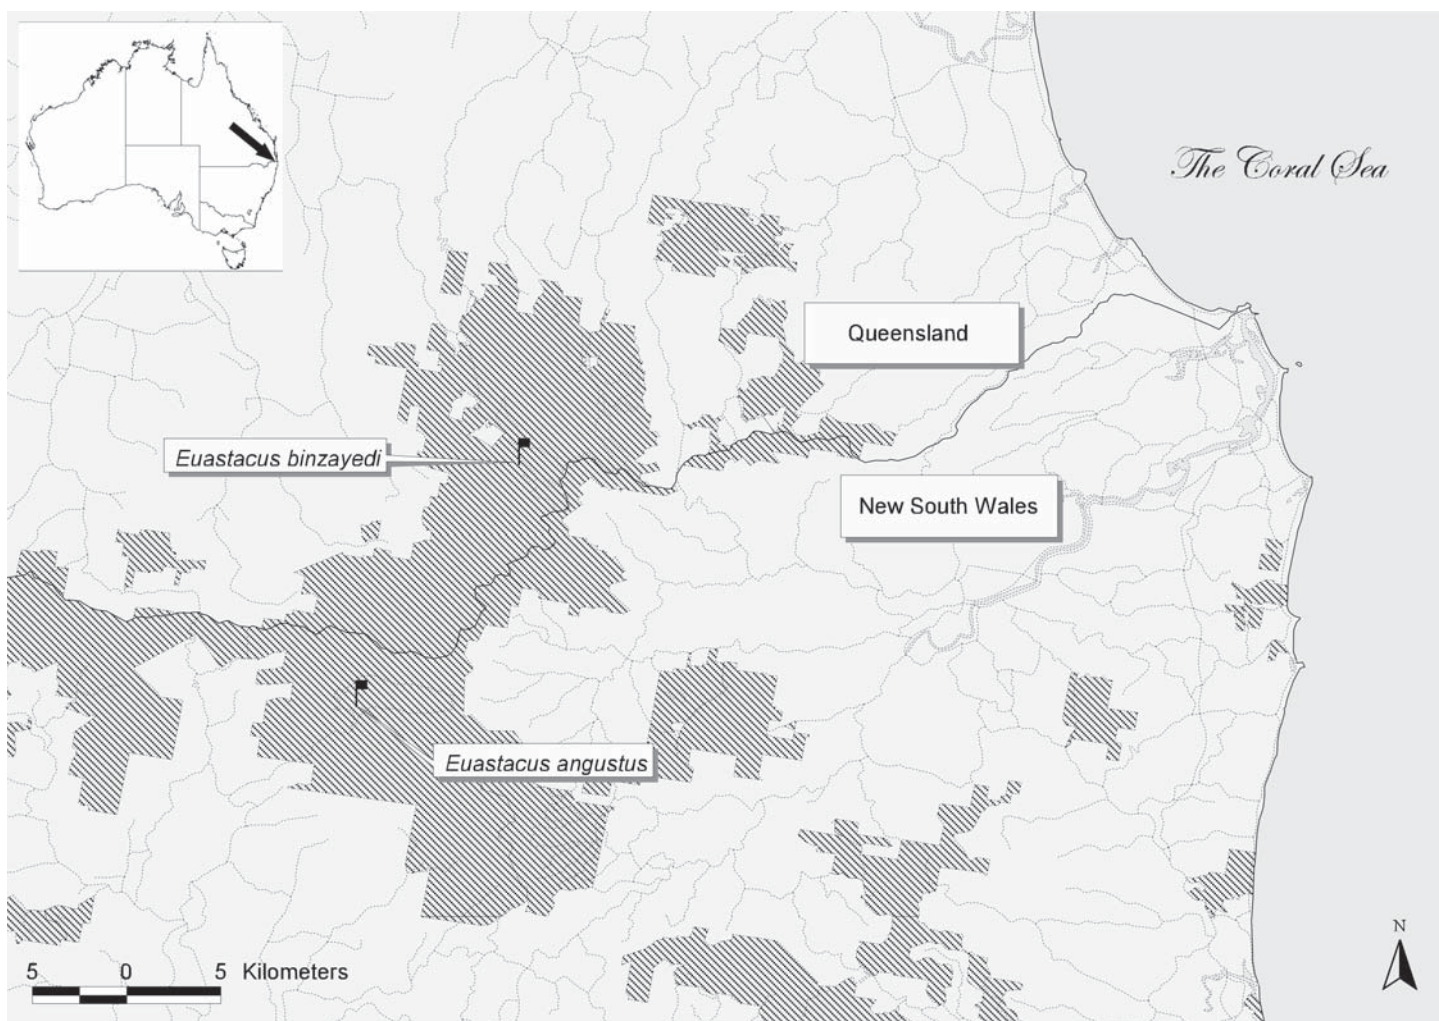 The Coral Sea
Queensland
Euastacus binzayedi
New South Wales
Euastacus angustus
N
5 0 5 Kilometers